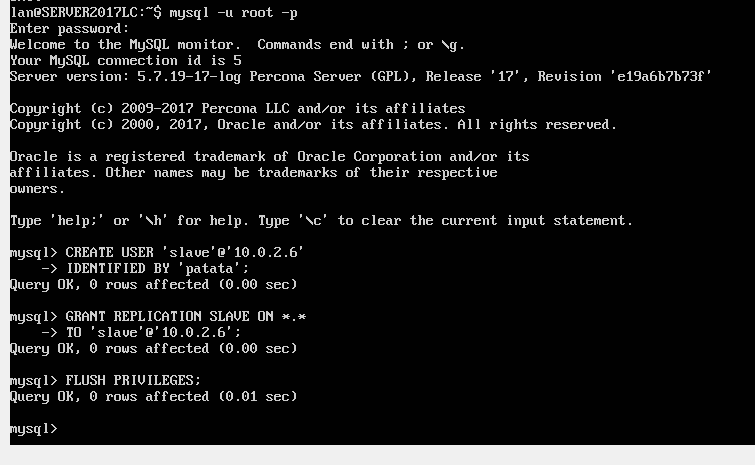 lan@SERVER2017LC:~$ mysql -u root -p
Enter password:
Welcome to the MySQL monitor.  Commands end with ; or \g.
Your MySQL connection id is 5
Server version: 5.7.19-17-log Percona Server (GPL), Release '17', Revision 'e19a6b7b73f'
Copyright (c) 2009-2017 Percona LLC and/or its affiliates
Copyright (c) 2000, 2017, Oracle and/or its affiliates. All rights reserved.
Oracle is a registered trademark of Oracle Corporation and/or its
affiliates. Other names may be trademarks of their respective
owners.
Type 'help;' or '\h' for help. Type '\c' to clear the current input statement.
mysql> CREATE USER 'slave'@'10.0.2.6'
    -> IDENTIFIED BY 'patata';
Query OK, 0 rows affected (0.00 sec)
mysql> GRANT REPLICATION SLAVE ON *.*
    -> TO 'slave'@'10.0.2.6';
Query OK, 0 rows affected (0.00 sec)
mysql> FLUSH PRIVILEGES;
Query OK, 0 rows affected (0.01 sec)
mysql>